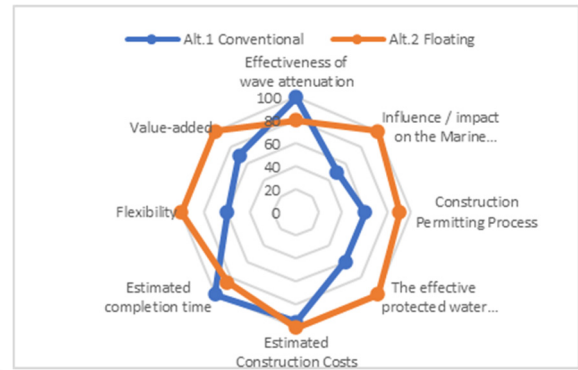 Alt.1 Conventional Alt.2 Floating
Effectiveness of
wave attenuation
100
80
60
40
20
0
Influence / impact
on the Marine...
Construction
Permitting Process
The effective
protected water...
Estimated
Construction Costs
Estimated
completion time
Flexibility
Value-added